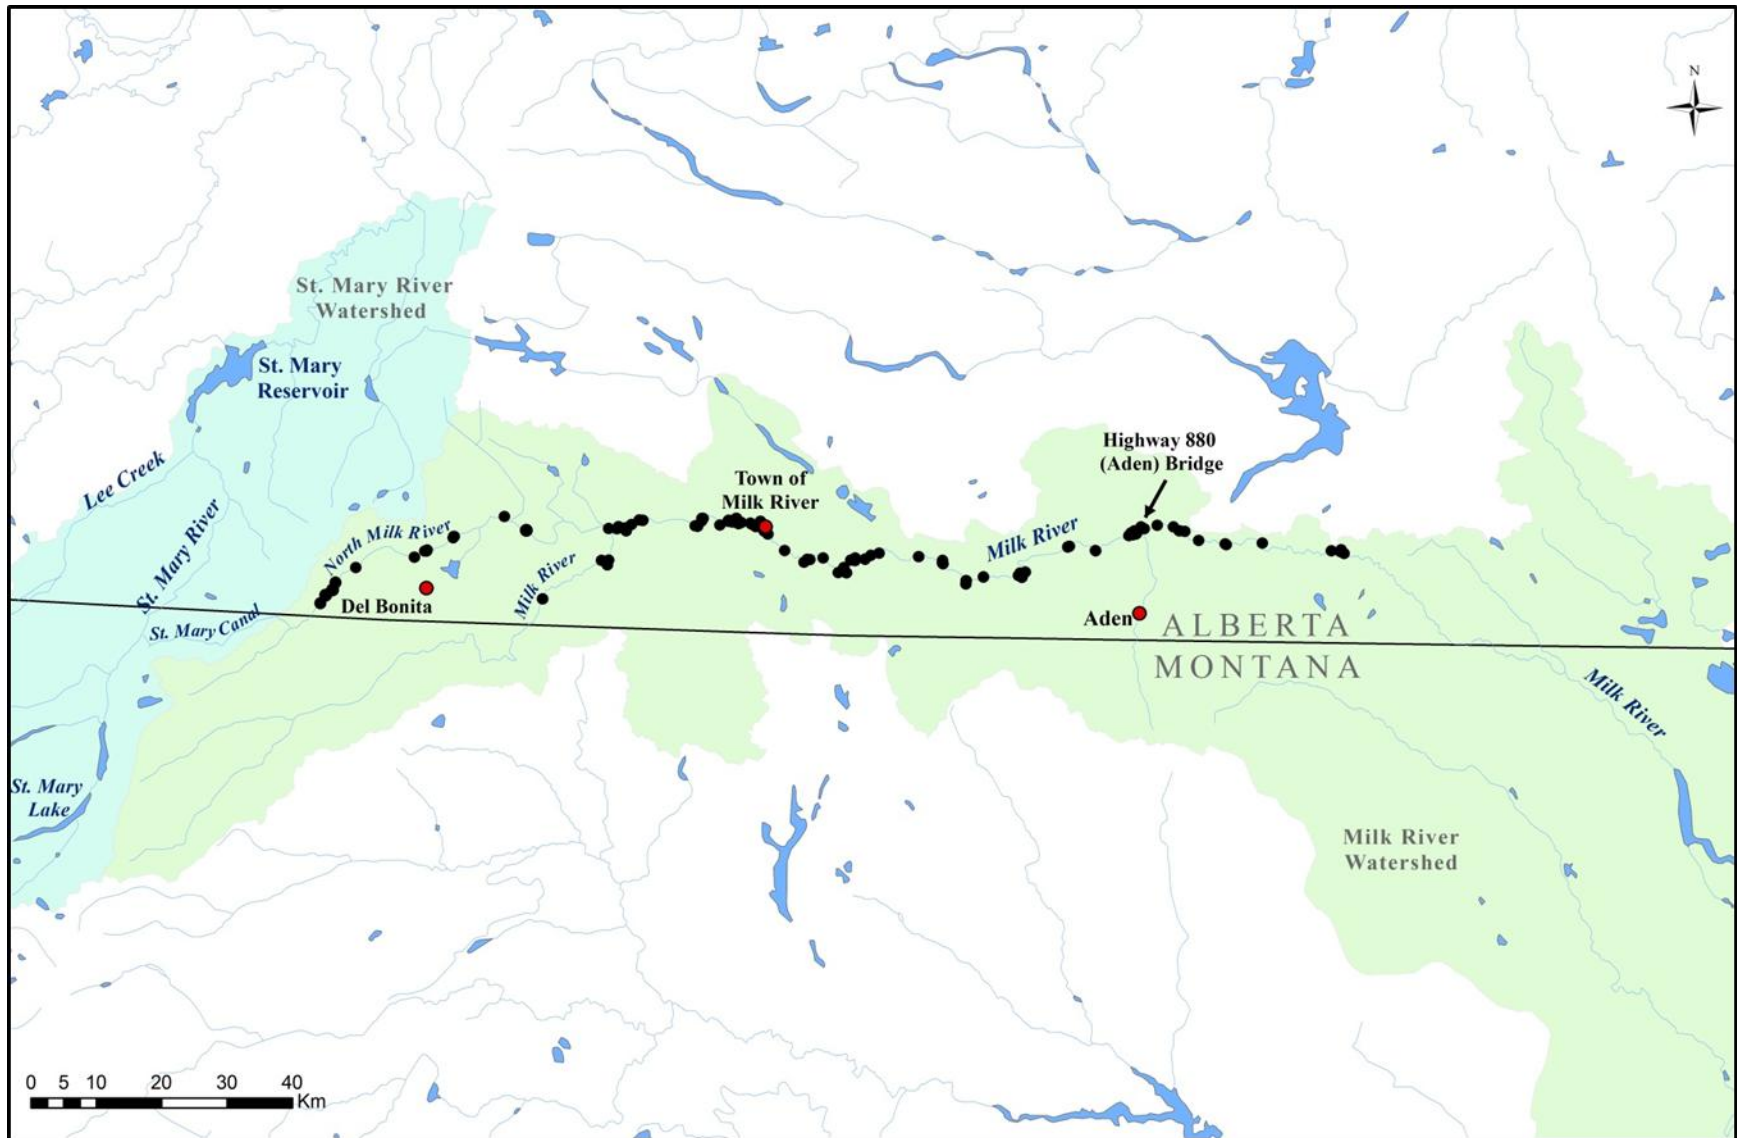 N
St. Mary River
Watershed
St. Mary
Reservoir
Lee Creek
St. Mary River
North Milk River
Town of
Milk River
Highway 880
(Aden) Bridge
Milk River
Milk River
Del Bonita
St. Mary Canal
Aden
ALBERTA
MONTANA
Milk River
St. Mary
Lake
Milk River
Watershed
0 5 10 20 30 40
Km